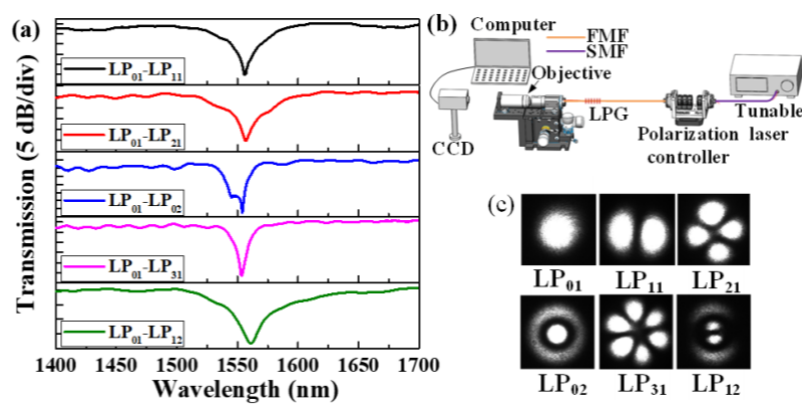 (a)
Transmission (5 dB/div)
LP01-LP11
LP01-LP21
LP01-LP02
LP01-LP31
LP01-LP12
1400 1450 1500 1550 1600 1650 1700
Wavelength (nm)
(b)
Computer
FMF
SMF
Objective
LPG
CCD
Polarization
controller
Tunable
laser
(c)
LP01 LP11 LP21
LP02 LP31 LP12